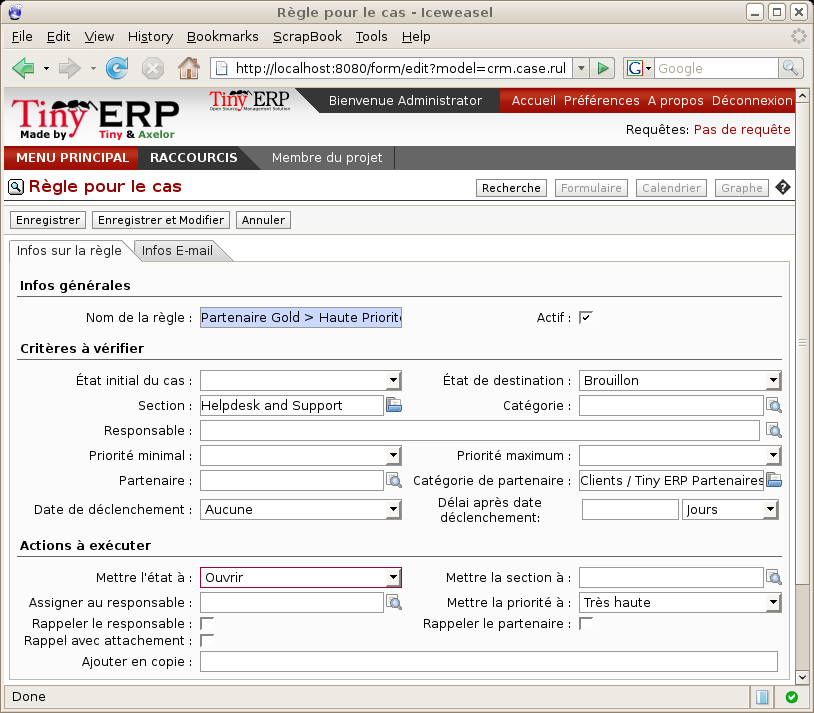 Règle pour le cas - Iceweasel
File Edit View History Bookmarks ScrapBook Tools Help
http://localhost:8080/form/edit?model=crm.case.rul
G Google
Tiny ERP
Made by Tiny & Axelor
Tiny ERP
Open Source Management Solution
Bienvenue Administrator
Accueil Préférences A propos Déconnexion
Requêtes: Pas de requête
MENU PRINCIPAL RACCOURCIS Membre du projet
Règle pour le cas
Recherche Formulaire Calendrier Graphe ?
Enregistrer Enregistrer et Modifier Annuler
Infos sur la règle Infos E-mail
Infos générales
Nom de la règle : Partenaire Gold > Haute Priorité Actif :
Critères à vérifier
État initial du cas : État de destination : Brouillon
Section : Helpdesk and Support Catégorie :
Responsable :
Priorité minimal : Priorité maximum :
Partenaire : Catégorie de partenaire : Clients / Tiny ERP Partenaires
Date de déclenchement : Aucune Délai après date
déclenchement: Jours
Actions à exécuter
Mettre l'état à : Ouvrir Mettre la section à :
Assigner au responsable : Mettre la priorité à : Très haute
Rappeler le responsable : Rappeler le partenaire :
Rappel avec attachement :
Ajouter en copie :
Done